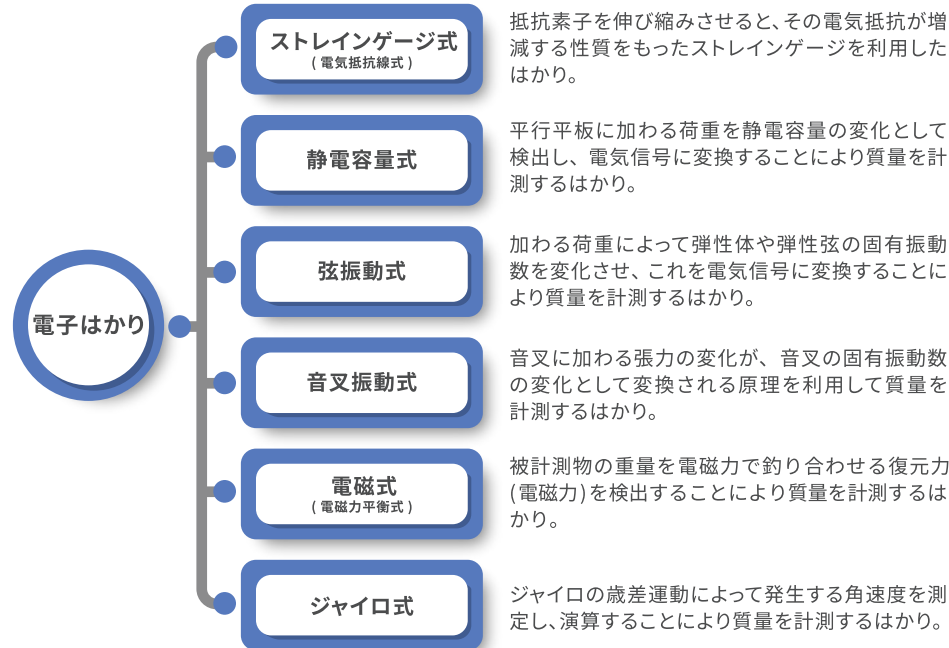 電子はかり
ストレインゲージ式
(電気抵抗線式)
抵抗素子を伸び縮みさせると、その電気抵抗が増
減する性質をもったストレインゲージを利用した
はかり。
静電容量式
平行平板に加わる荷重を静電容量の変化として
検出し、電気信号に変換することにより質量を計
測するはかり。
弦振動式
加わる荷重によって弾性体や弾性弦の固有振動
数を変化させ、これを電気信号に変換することに
より質量を計測するはかり。
音叉振動式
音叉に加わる張力の変化が、音叉の固有振動数
の変化として変換される原理を利用して質量を
計測するはかり。
電磁式
(電磁力平衡式)
被計測物の重量を電磁力で釣り合わせる復元力
(電磁力)を検出することにより質量を計測するは
かり。
ジャイロ式
ジャイロの歳差運動によって発生する角速度を測
定し、演算することにより質量を計測するはかり。